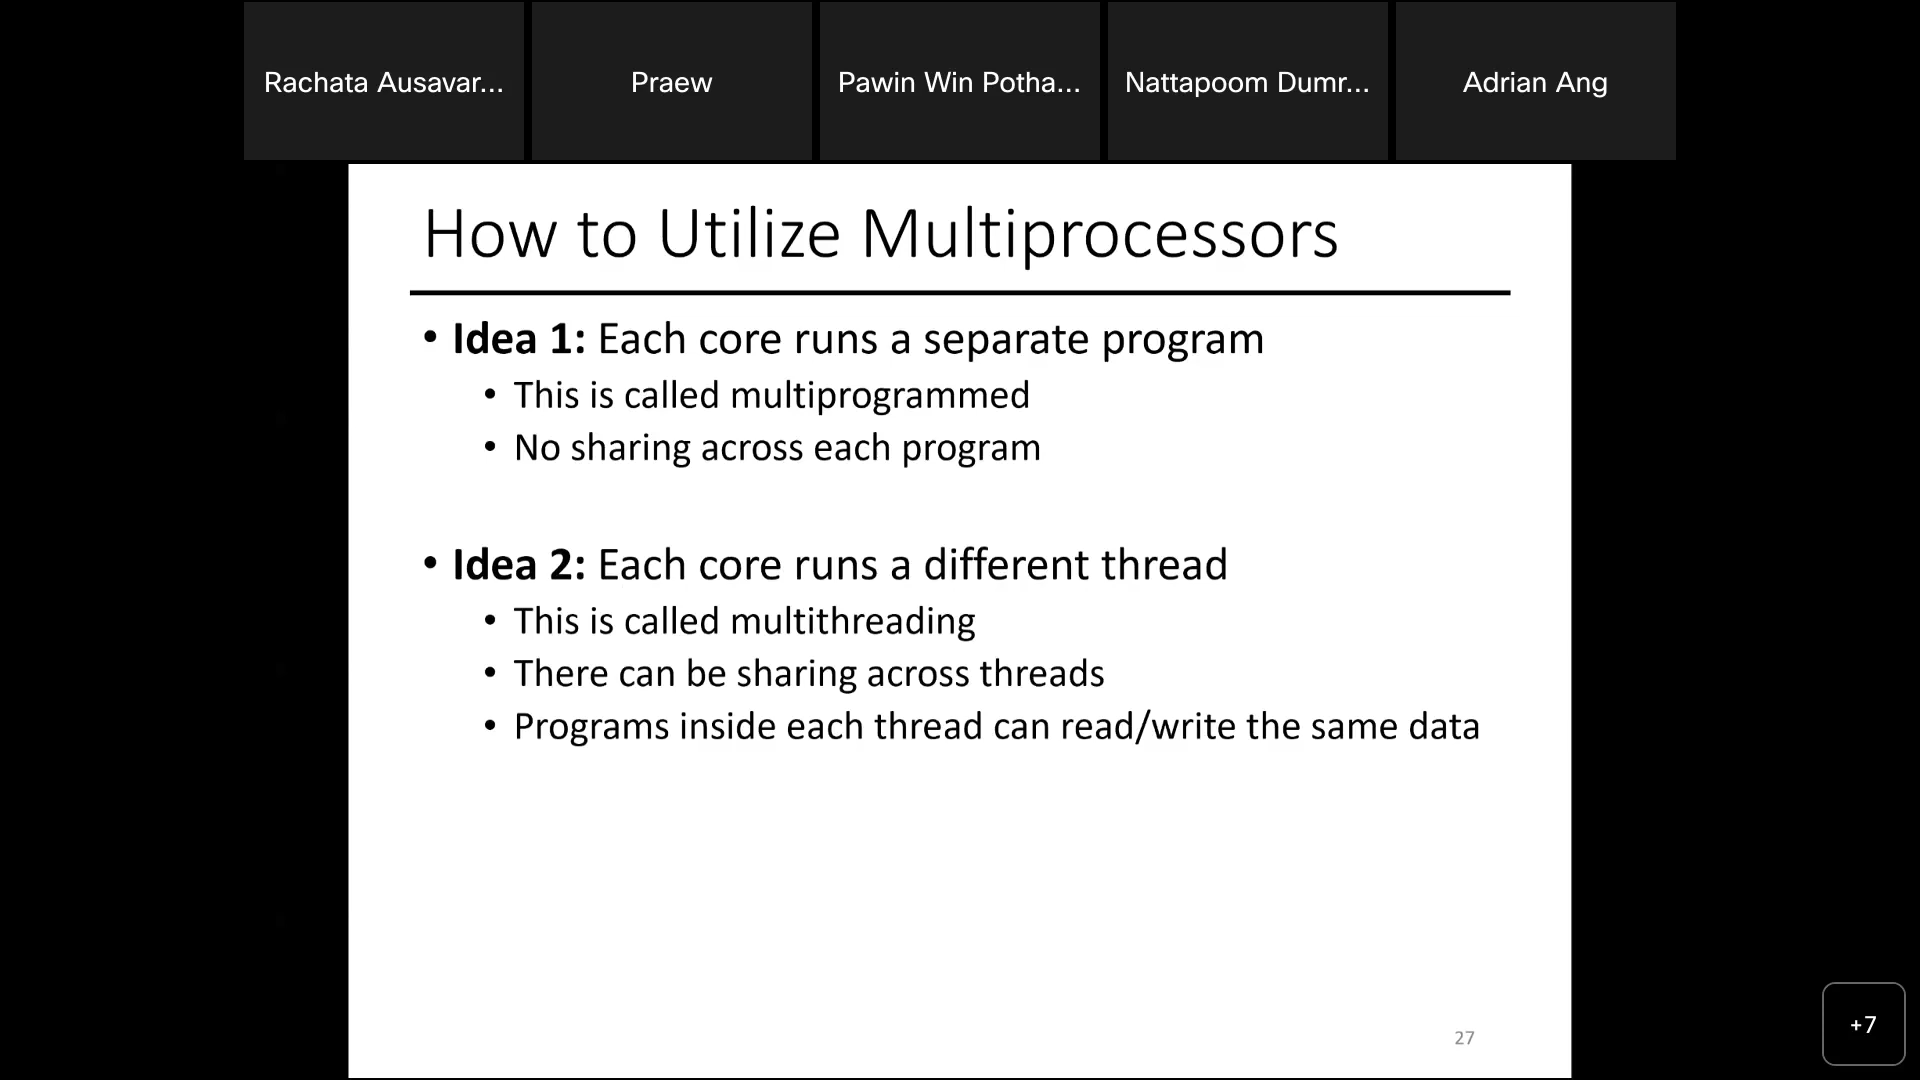 Rachata Ausavar...
Praew
Pawin Win Potha...
Nattapoom Dumr...
Adrian Ang
How to Utilize Multiprocessors
• Idea 1: Each core runs a separate program
• This is called multiprogrammed
• No sharing across each program
• Idea 2: Each core runs a different thread
• This is called multithreading
• There can be sharing across threads
• Programs inside each thread can read/write the same data
27
+7